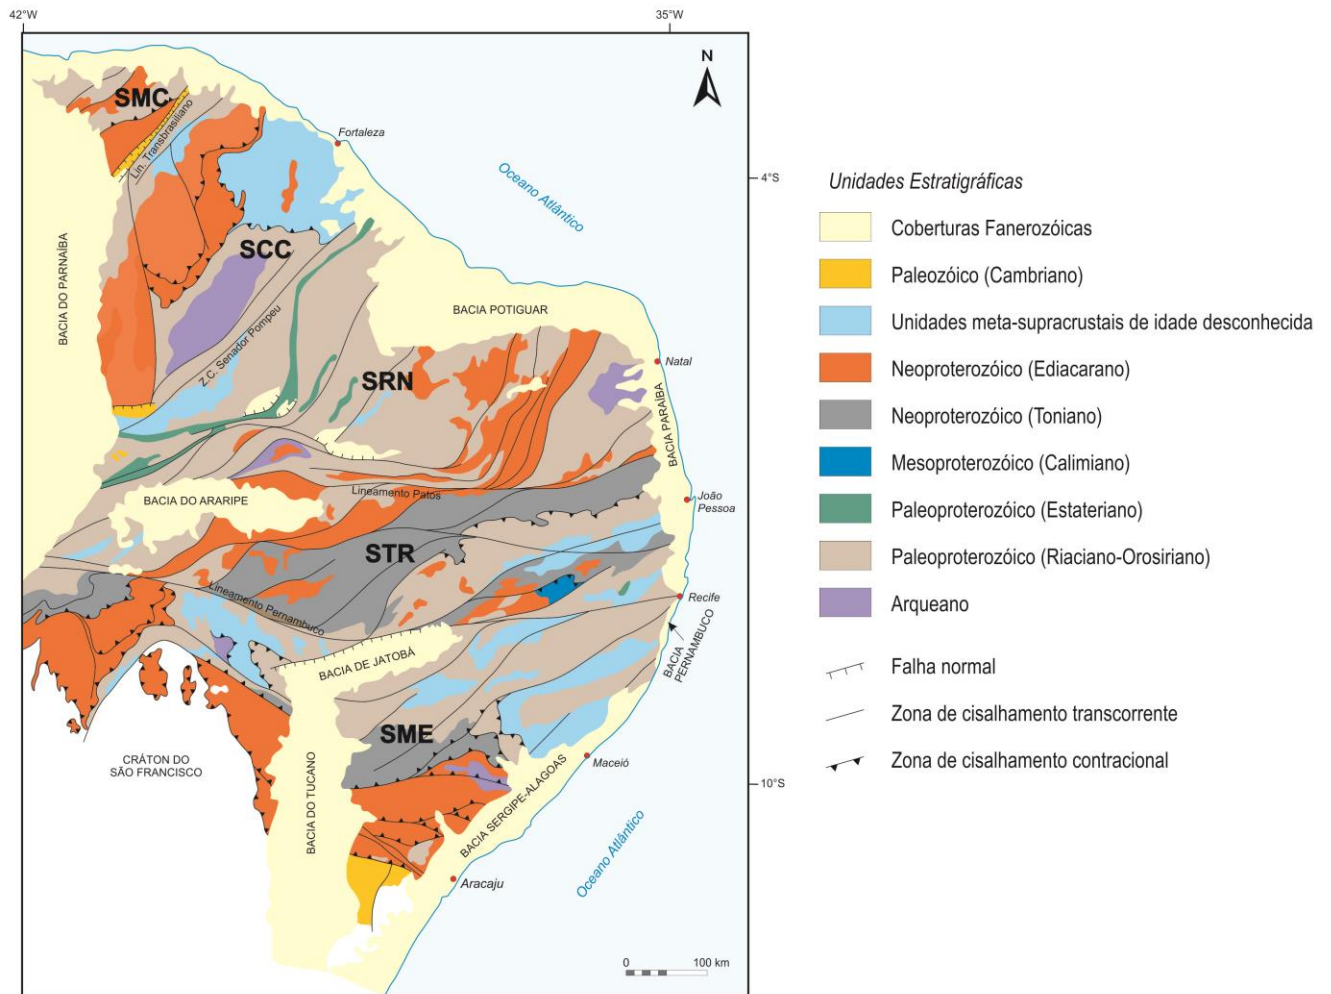 42°W
35°W
N
SMC
Lin. Transbrasiliano
Fortaleza
Oceano Atlântico
4°S
SCC
BACIA DO PARNAÍBA
Z.C. Senador Pompeu
BACIA POTIGUAR
SRN
Natal
BACIA PARAÍBA
Lineamento Patos
BACIA DO ARARIPE
João
Pessoa
STR
Lineamento Pernambuco
Recife
BACIA
PERNAMBUCO
BACIA DE JATOBÁ
SME
CRÁTON DO
SÃO FRANCISCO
Maceió
10°S
BACIA DO TUCANO
BACIA SERGIPE-ALAGOAS
Oceano Atlântico
Aracaju
0 100 km
Unidades Estratigráficas
Coberturas Fanerozóicas
Paleozóico (Cambriano)
Unidades meta-supracrustais de idade desconhecida
Neoproterozóico (Ediacarano)
Neoproterozóico (Toniano)
Mesoproterozóico (Calimiano)
Paleoproterozóico (Estateriano)
Paleoproterozóico (Riaciano-Orosiriano)
Arqueano
Falha normal
Zona de cisalhamento transcorrente
Zona de cisalhamento contracional